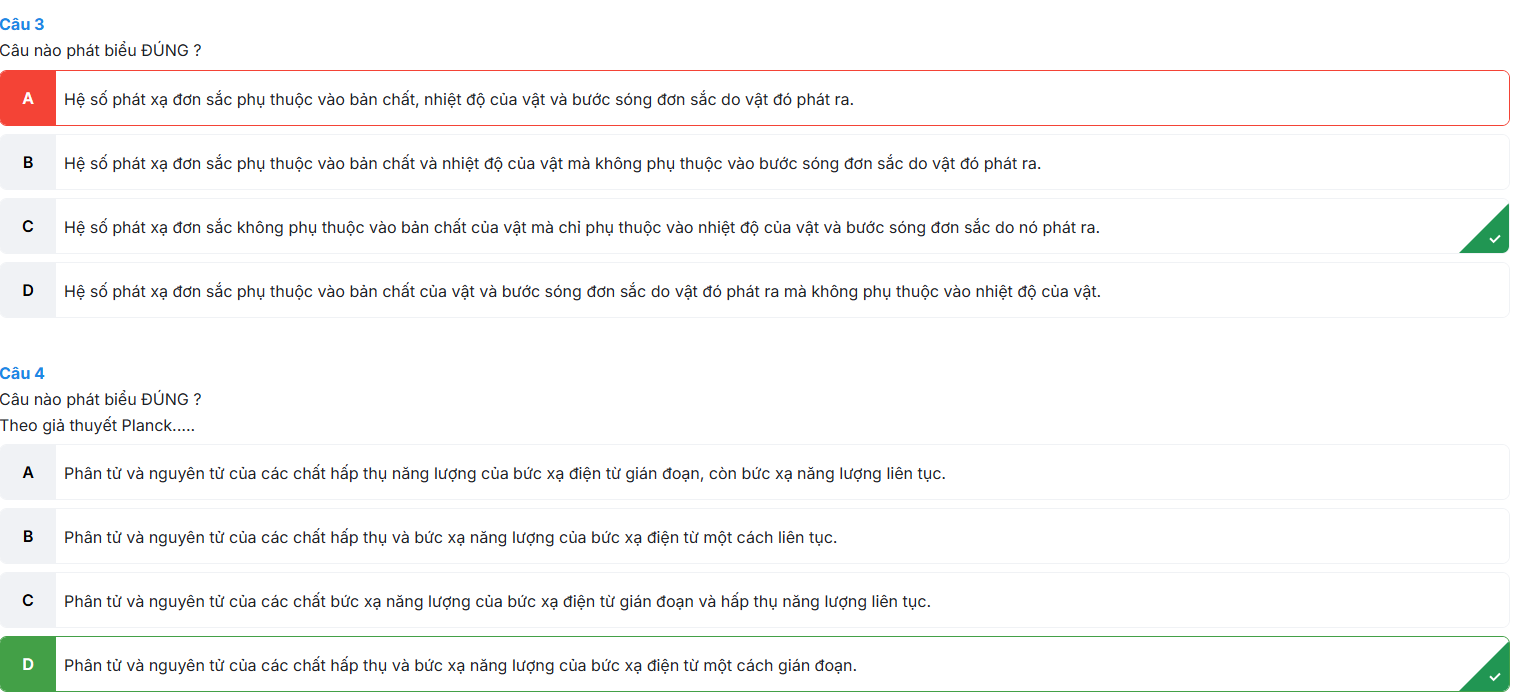 Câu 3
Câu nào phát biểu ĐÚNG ?
A Hệ số phát xạ đơn sắc phụ thuộc vào bản chất, nhiệt độ của vật và bước sóng đơn sắc do vật đó phát ra.
B Hệ số phát xạ đơn sắc phụ thuộc vào bản chất và nhiệt độ của vật mà không phụ thuộc vào bước sóng đơn sắc do vật đó phát ra.
C Hệ số phát xạ đơn sắc không phụ thuộc vào bản chất của vật mà chỉ phụ thuộc vào nhiệt độ của vật và bước sóng đơn sắc do nó phát ra.
D Hệ số phát xạ đơn sắc phụ thuộc vào bản chất của vật và bước sóng đơn sắc do vật đó phát ra mà không phụ thuộc vào nhiệt độ của vật.
Câu 4
Câu nào phát biểu ĐÚNG ?
Theo giả thuyết Planck.....
A Phân tử và nguyên tử của các chất hấp thụ năng lượng của bức xạ điện từ gián đoạn, còn bức xạ năng lượng liên tục.
B Phân tử và nguyên tử của các chất hấp thụ và bức xạ năng lượng của bức xạ điện từ một cách liên tục.
C Phân tử và nguyên tử của các chất bức xạ năng lượng của bức xạ điện từ gián đoạn và hấp thụ năng lượng liên tục.
D Phân tử và nguyên tử của các chất hấp thụ và bức xạ năng lượng của bức xạ điện từ một cách gián đoạn.